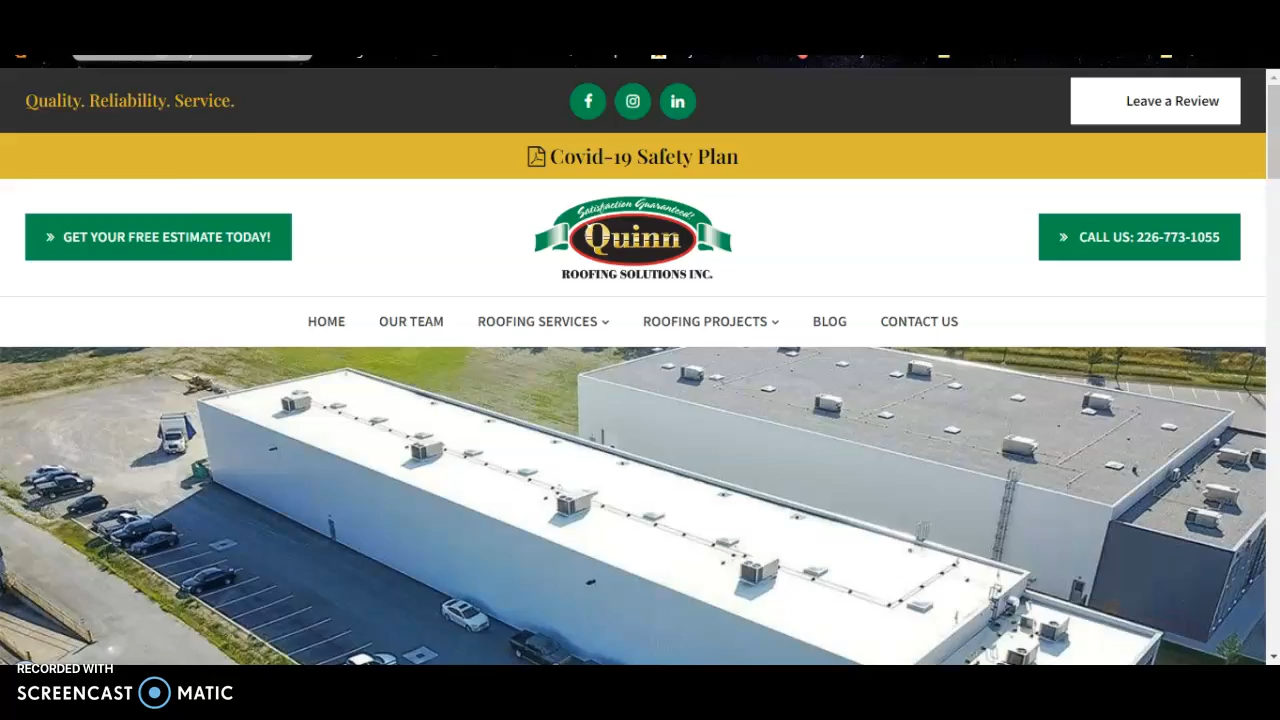 Quality. Reliability. Service.
Leave a Review
Covid-19 Safety Plan
GET YOUR FREE ESTIMATE TODAY!
Satisfaction Guaranteed!
Quinn
ROOFING SOLUTIONS INC.
CALL US: 226-773-1055
HOME OUR TEAM ROOFING SERVICES ROOFING PROJECTS BLOG CONTACT US
RECORDED WITH
SCREENCAST MATIC